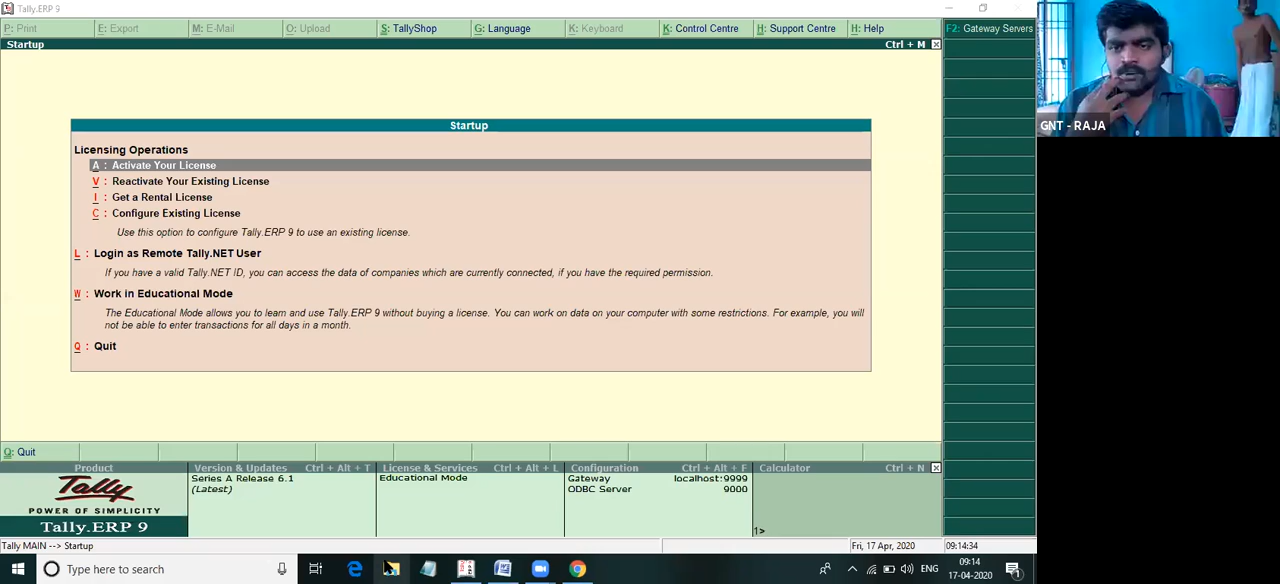 Tally.ERP 9
P: Print E: Export M: E-Mail O: Upload S: TallyShop G: Language K: Keyboard K: Control Centre H: Support Centre H: Help F2: Gateway Servers
Startup Ctrl + M
GNT - RAJA
Startup
Licensing Operations
A : Activate Your License
V : Reactivate Your Existing License
I : Get a Rental License
C : Configure Existing License
Use this option to configure Tally.ERP 9 to use an existing license.
L : Login as Remote Tally.NET User
If you have a valid Tally.NET ID, you can access the data of companies which are currently connected, if you have the required permission.
W : Work in Educational Mode
The Educational Mode allows you to learn and use Tally.ERP 9 without buying a license. You can work on data on your computer with some restrictions. For example, you will
not be able to enter transactions for all days in a month.
Q : Quit
Q: Quit
Product Version & Updates Ctrl + Alt + T License & Services Ctrl + Alt + L Configuration Ctrl + Alt + F Calculator Ctrl + N
Series A Release 6.1 Educational Mode Gateway localhost:9999
(Latest) ODBC Server 9000
Tally
POWER OF SIMPLICITY
Tally.ERP 9
1>
Tally MAIN --> Startup Fri, 17 Apr, 2020 09:14:34
Type here to search ENG 09:14
17-04-2020
1